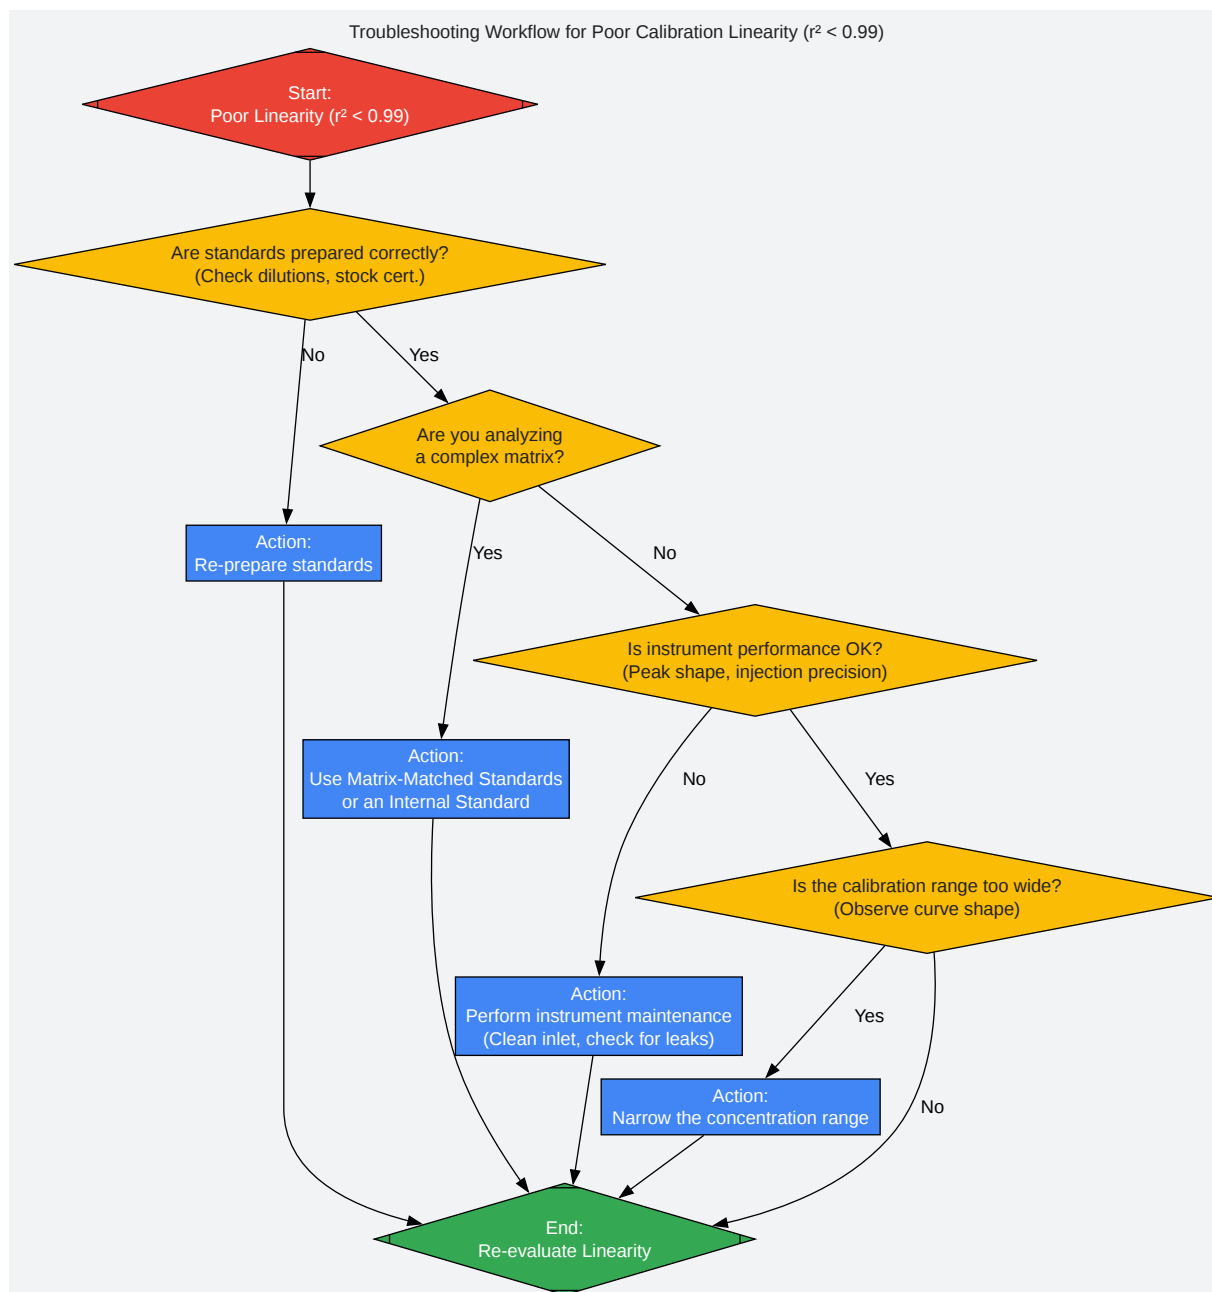 Troubleshooting Workflow for Poor Calibration Linearity (r² < 0.99)
Start:
Poor Linearity (r² < 0.99)
Are standards prepared correctly?
(Check dilutions, stock cert.)
No
Yes
Are you analyzing
a complex matrix?
Action:
Re-prepare standards
Yes
No
Is instrument performance OK?
(Peak shape, injection precision)
Action:
Use Matrix-Matched Standards
or an Internal Standard
No
Yes
Is the calibration range too wide?
(Observe curve shape)
Action:
Perform instrument maintenance
(Clean inlet, check for leaks)
Yes
Action:
Narrow the concentration range
No
End:
Re-evaluate Linearity